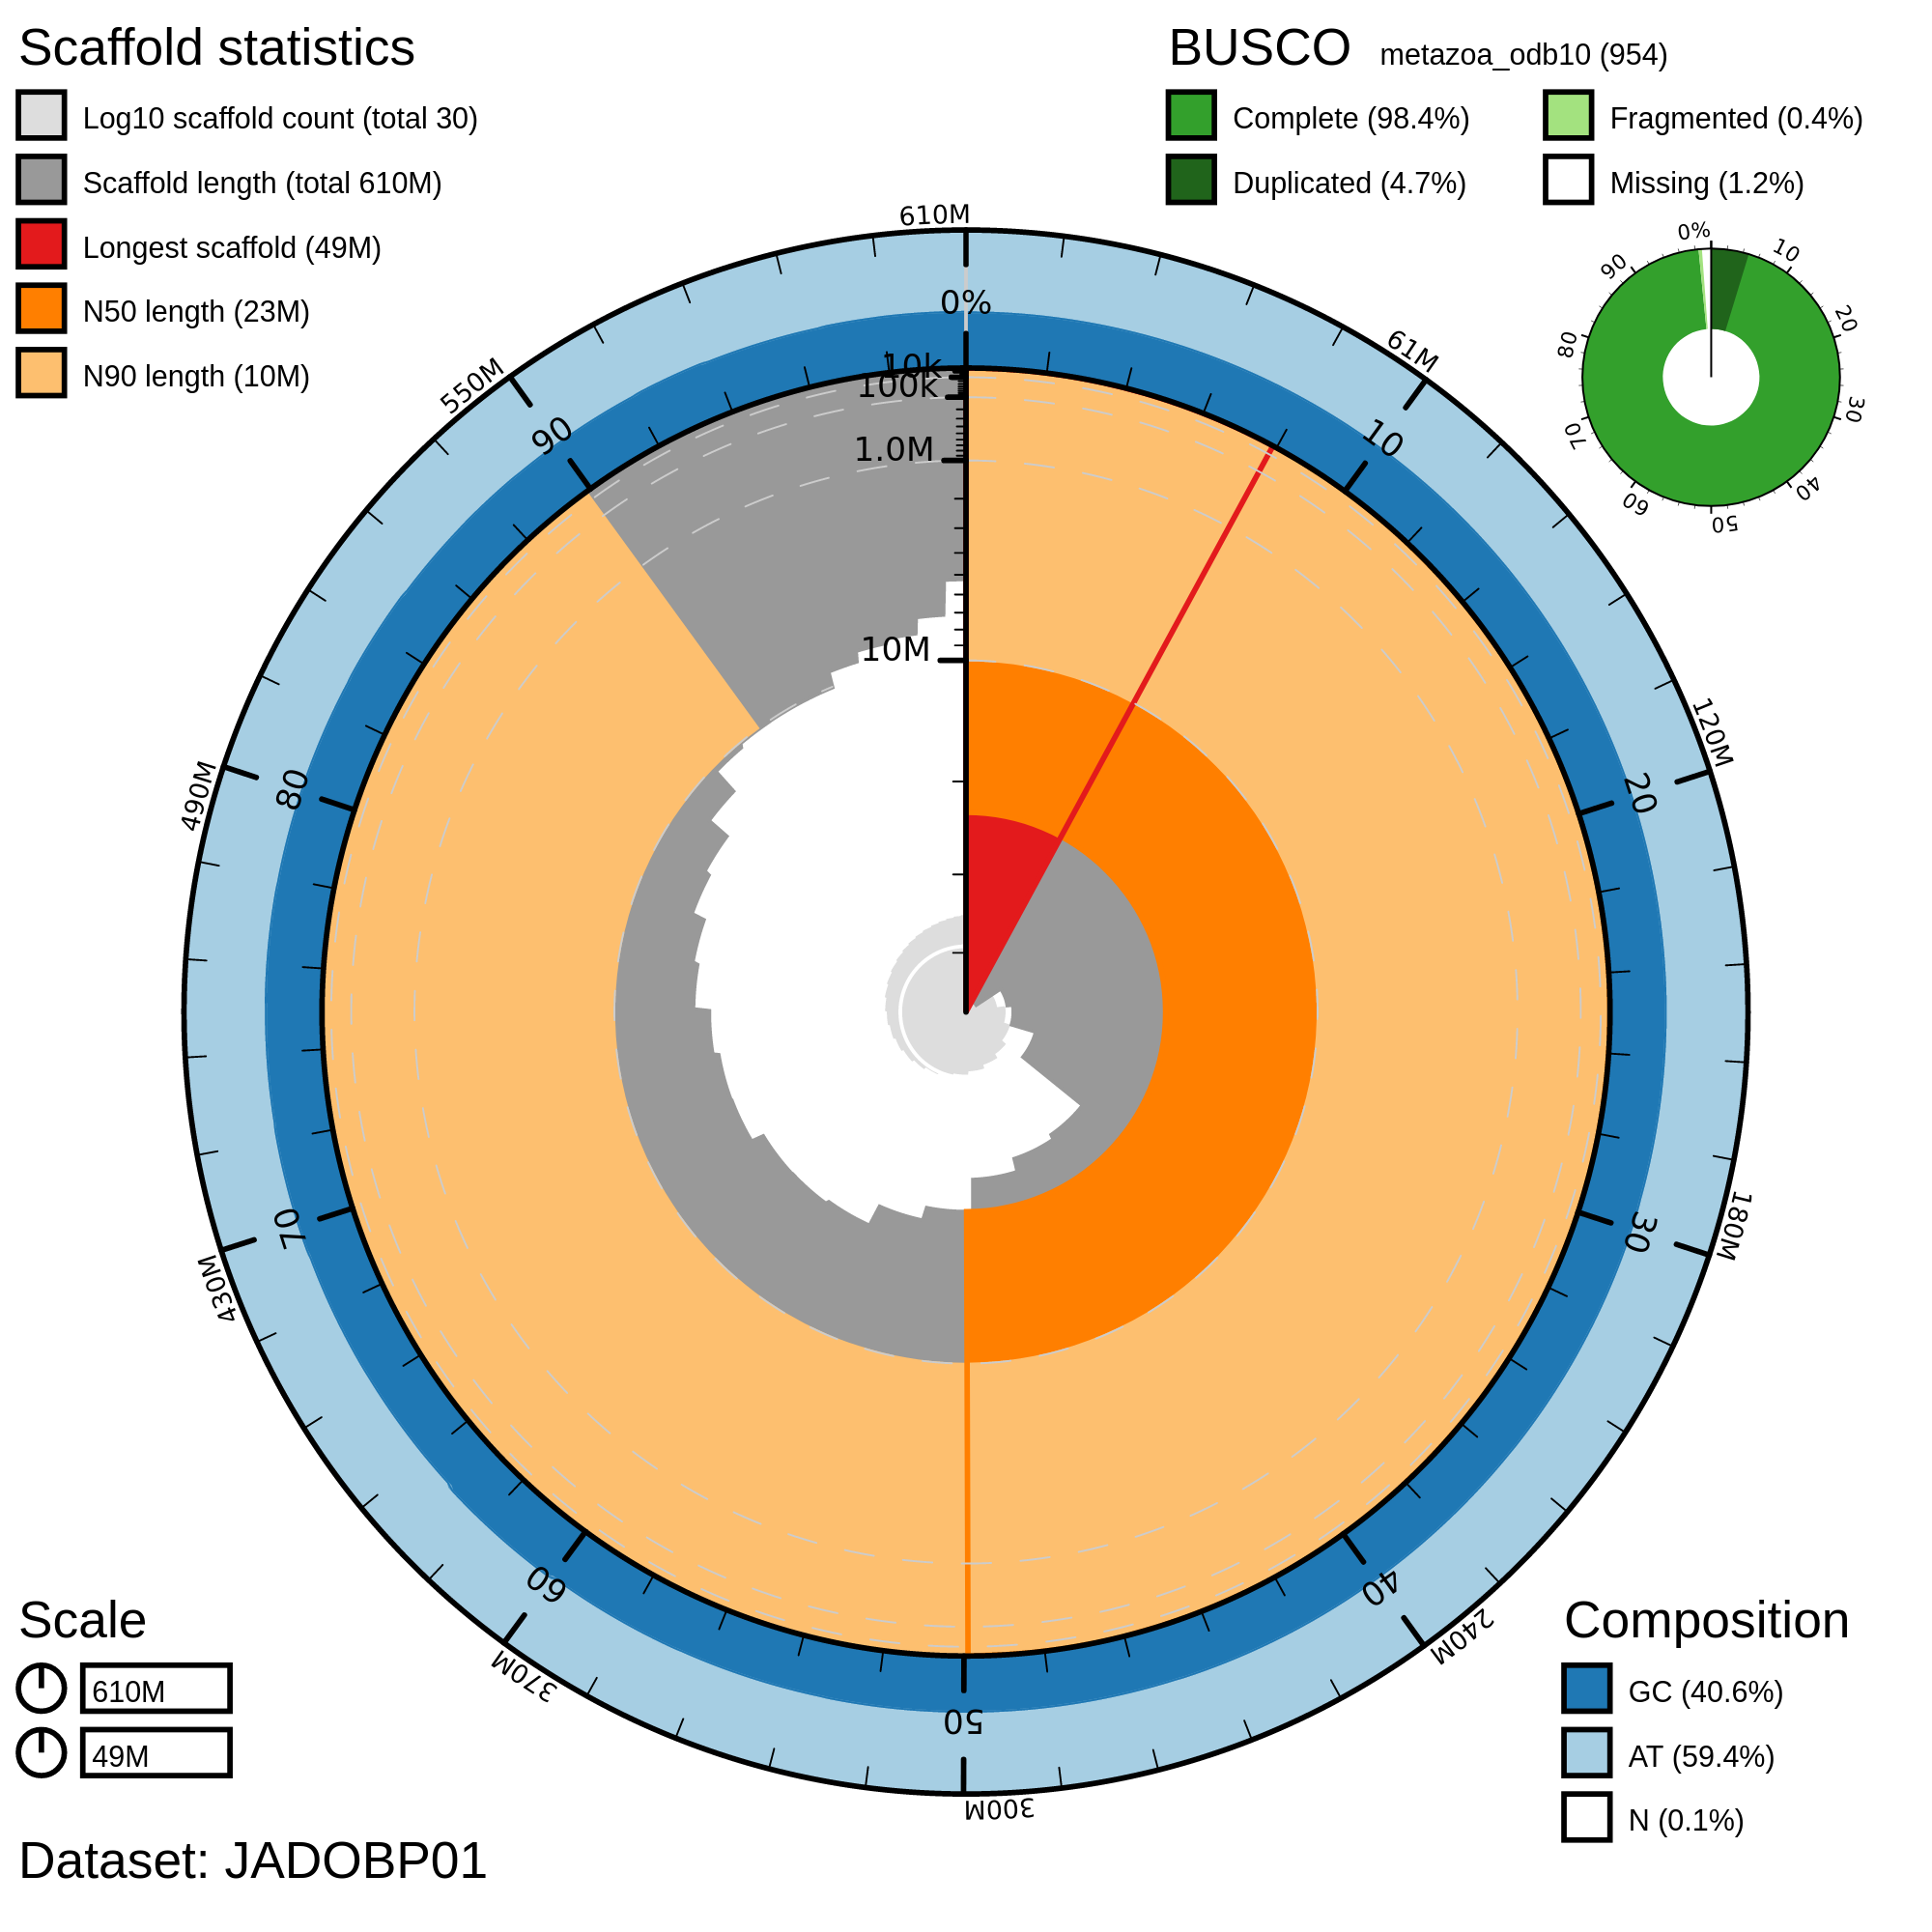 Scaffold statistics
Log10 scaffold count (total 30)
Scaffold length (total 610M)
Longest scaffold (49M)
N50 length (23M)
N90 length (10M)
BUSCO metazoa_odb10 (954)
Complete (98.4%)
Fragmented (0.4%)
Duplicated (4.7%)
Missing (1.2%)
0%
10
20
30
40
50
60
70
80
90
610M
61M
120M
180M
240M
300M
370M
430M
490M
550M
0%
10
20
30
40
50
60
70
80
90
10k
100k
1.0M
10M
Scale
610M
49M
Composition
GC (40.6%)
AT (59.4%)
N (0.1%)
Dataset: JADOBP01